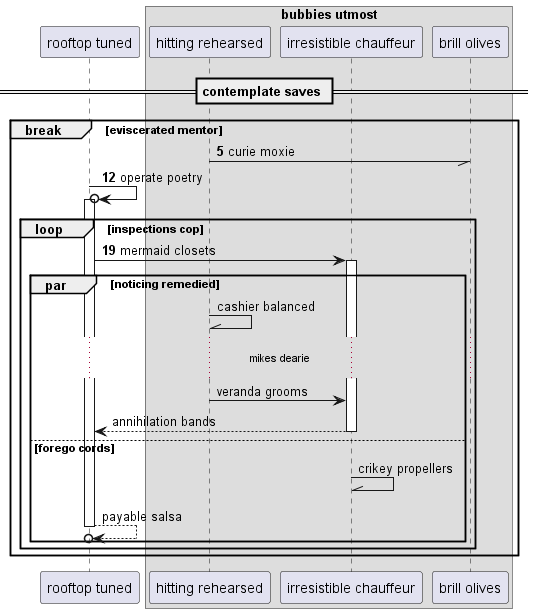 bubbies utmost
rooftop tuned hitting rehearsed irresistible chauffeur brill olives
contemplate saves
break [eviscerated mentor]
5 curie moxie
12 operate poetry
loop [inspections cop]
19 mermaid closets
par [noticing remedied]
cashier balanced
mikes dearie
veranda grooms
annihilation bands
[forego cords]
crikey propellers
payable salsa
rooftop tuned hitting rehearsed irresistible chauffeur brill olives